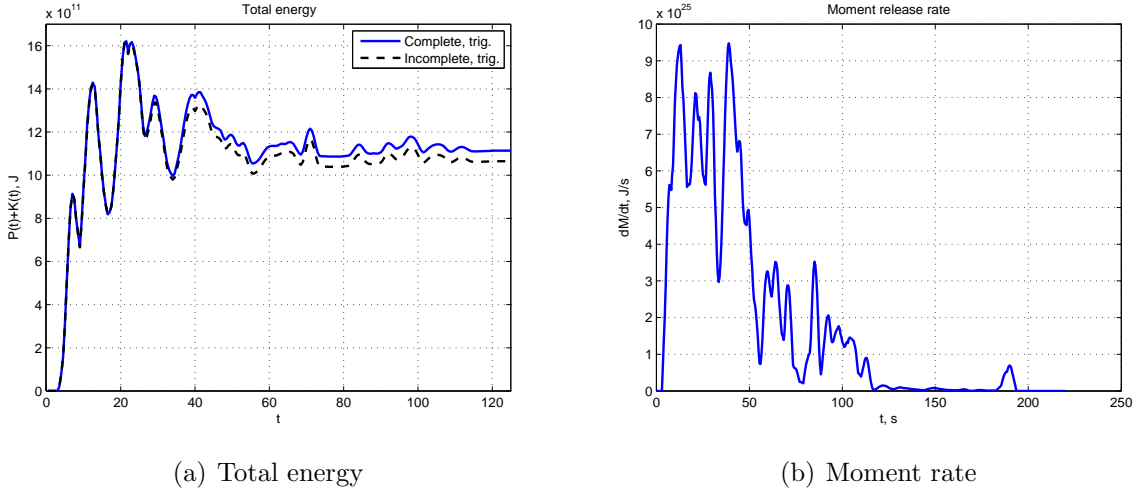 Total energy
x 10^11
16
14
12
10
8
6
4
2
0
0 20 40 60 80 100 120
t
P(t)+K(t), J
Complete, trig.
Incomplete, trig.
(a) Total energy
Moment release rate
x 10^25
10
9
8
7
6
5
4
3
2
1
0
0 50 100 150 200 250
t, s
dM/dt, J/s
(b) Moment rate